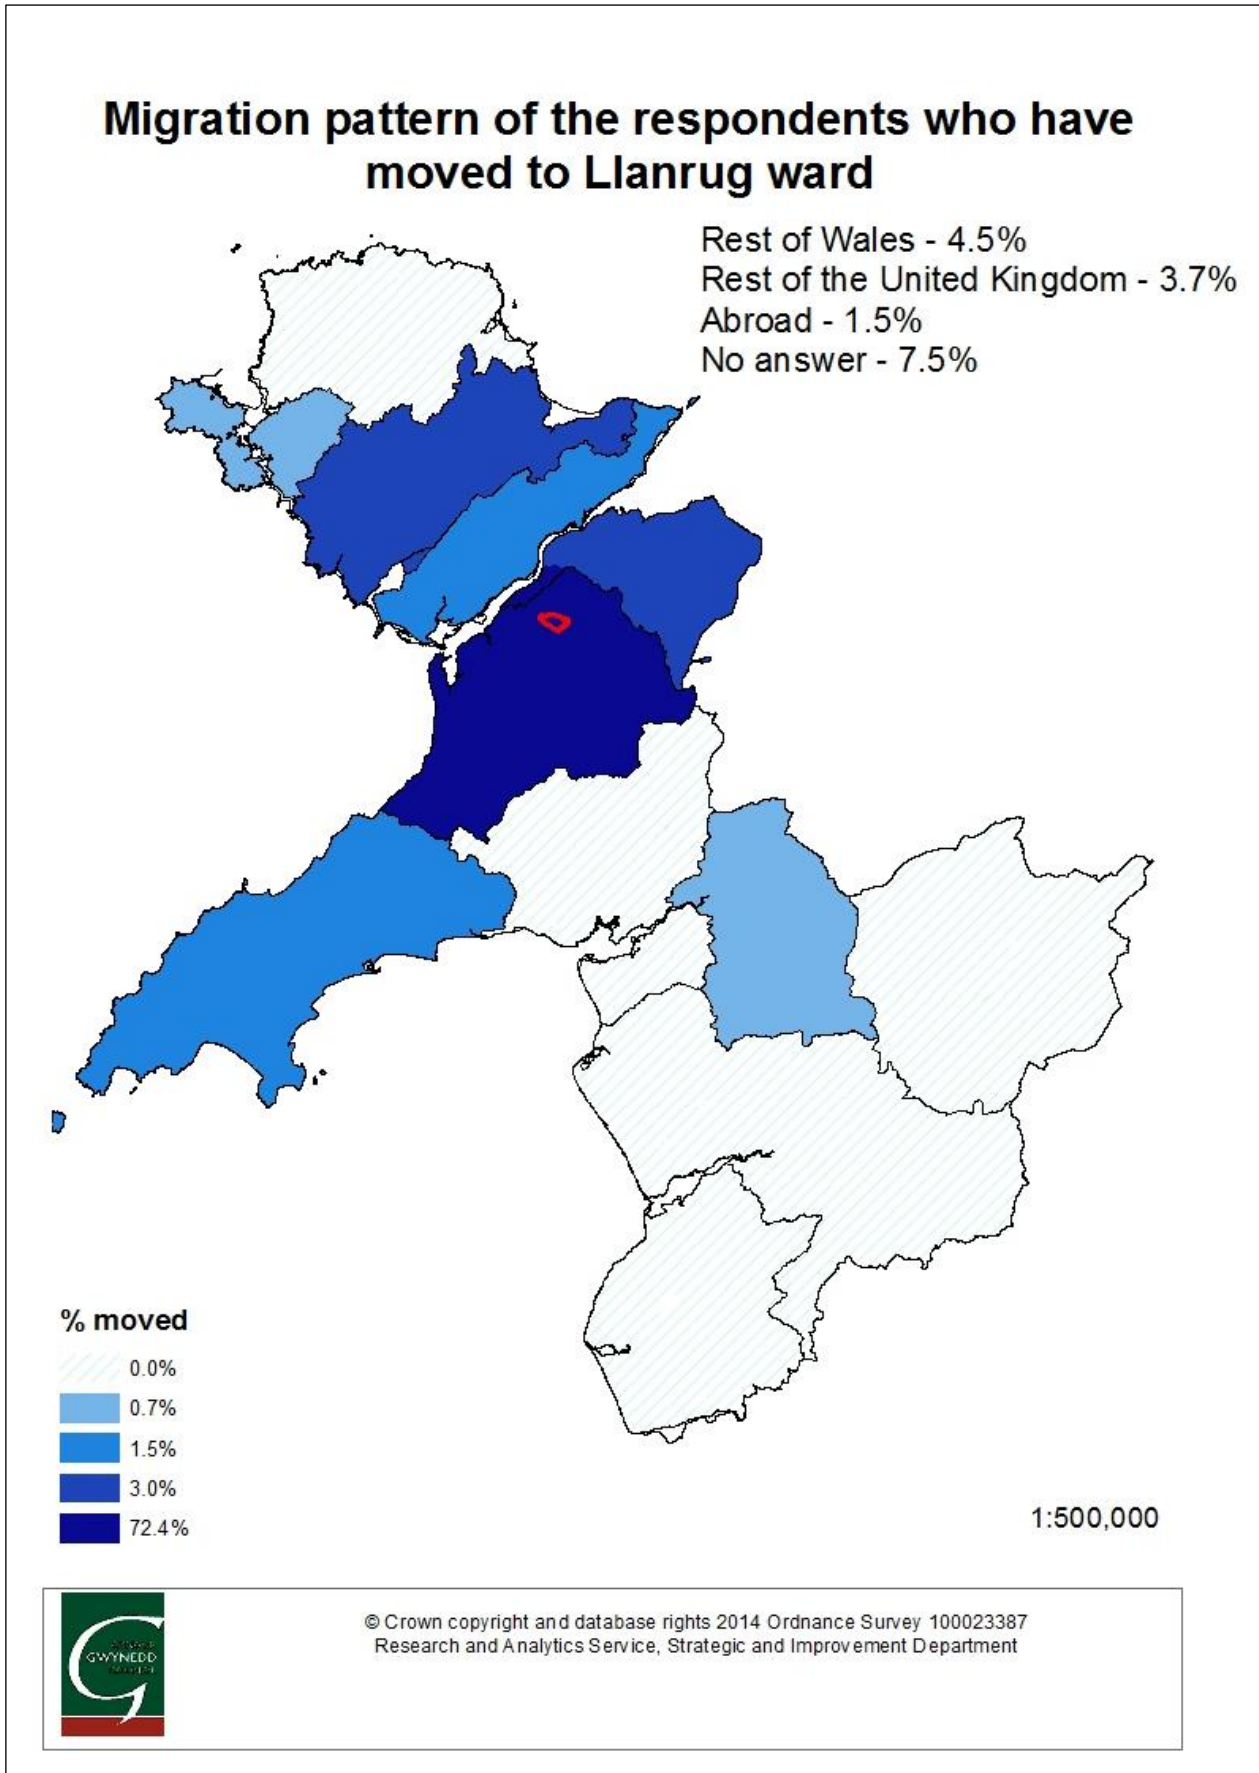 Migration pattern of the respondents who have
moved to Llanrug ward
Rest of Wales - 4.5%
Rest of the United Kingdom - 3.7%
Abroad - 1.5%
No answer - 7.5%
% moved
0.0%
0.7%
1.5%
3.0%
72.4%
1:500,000
GWYNEDD
© Crown copyright and database rights 2014 Ordnance Survey 100023387
Research and Analytics Service, Strategic and Improvement Department